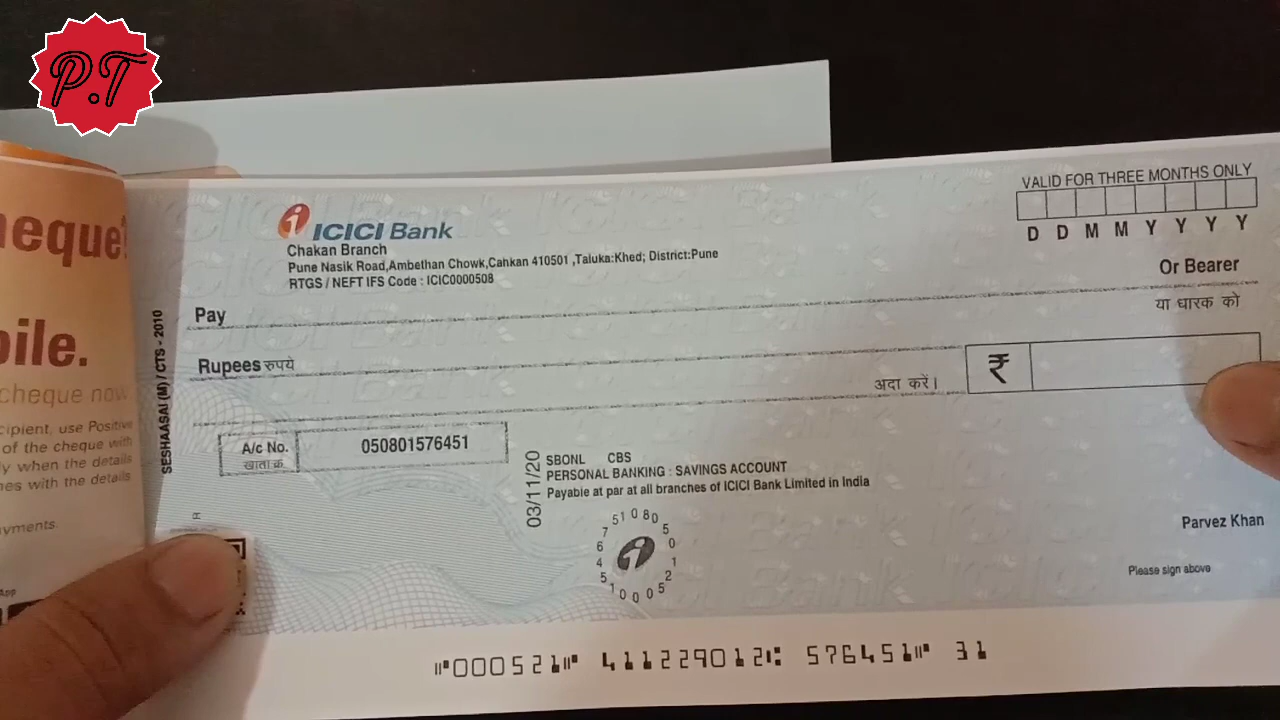 P.T
heque?
bile.
cheque now
cipient, use Positive
of the cheque with
ly when the details
hes with the details
yments.
App
VALID FOR THREE MONTHS ONLY
D D M M Y Y Y Y
ICICI Bank
Chakan Branch
Pune Nasik Road,Ambethan Chowk,Cahkan 410501 ,Taluka:Khed; District:Pune
RTGS / NEFT IFS Code : ICIC0000508
Pay
Or Bearer
या धारक को
Rupees रुपये
अदा करें।
₹
SESHAASAI (M) / CTS - 2010
A/c No.
खाता क्र.
050801576451
03/11/20
SBONL CBS
PERSONAL BANKING : SAVINGS ACCOUNT
Payable at par at all branches of ICICI Bank Limited in India
Parvez Khan
Please sign above
⑈000521⑈ 411229012⑆ 576451⑈ 31